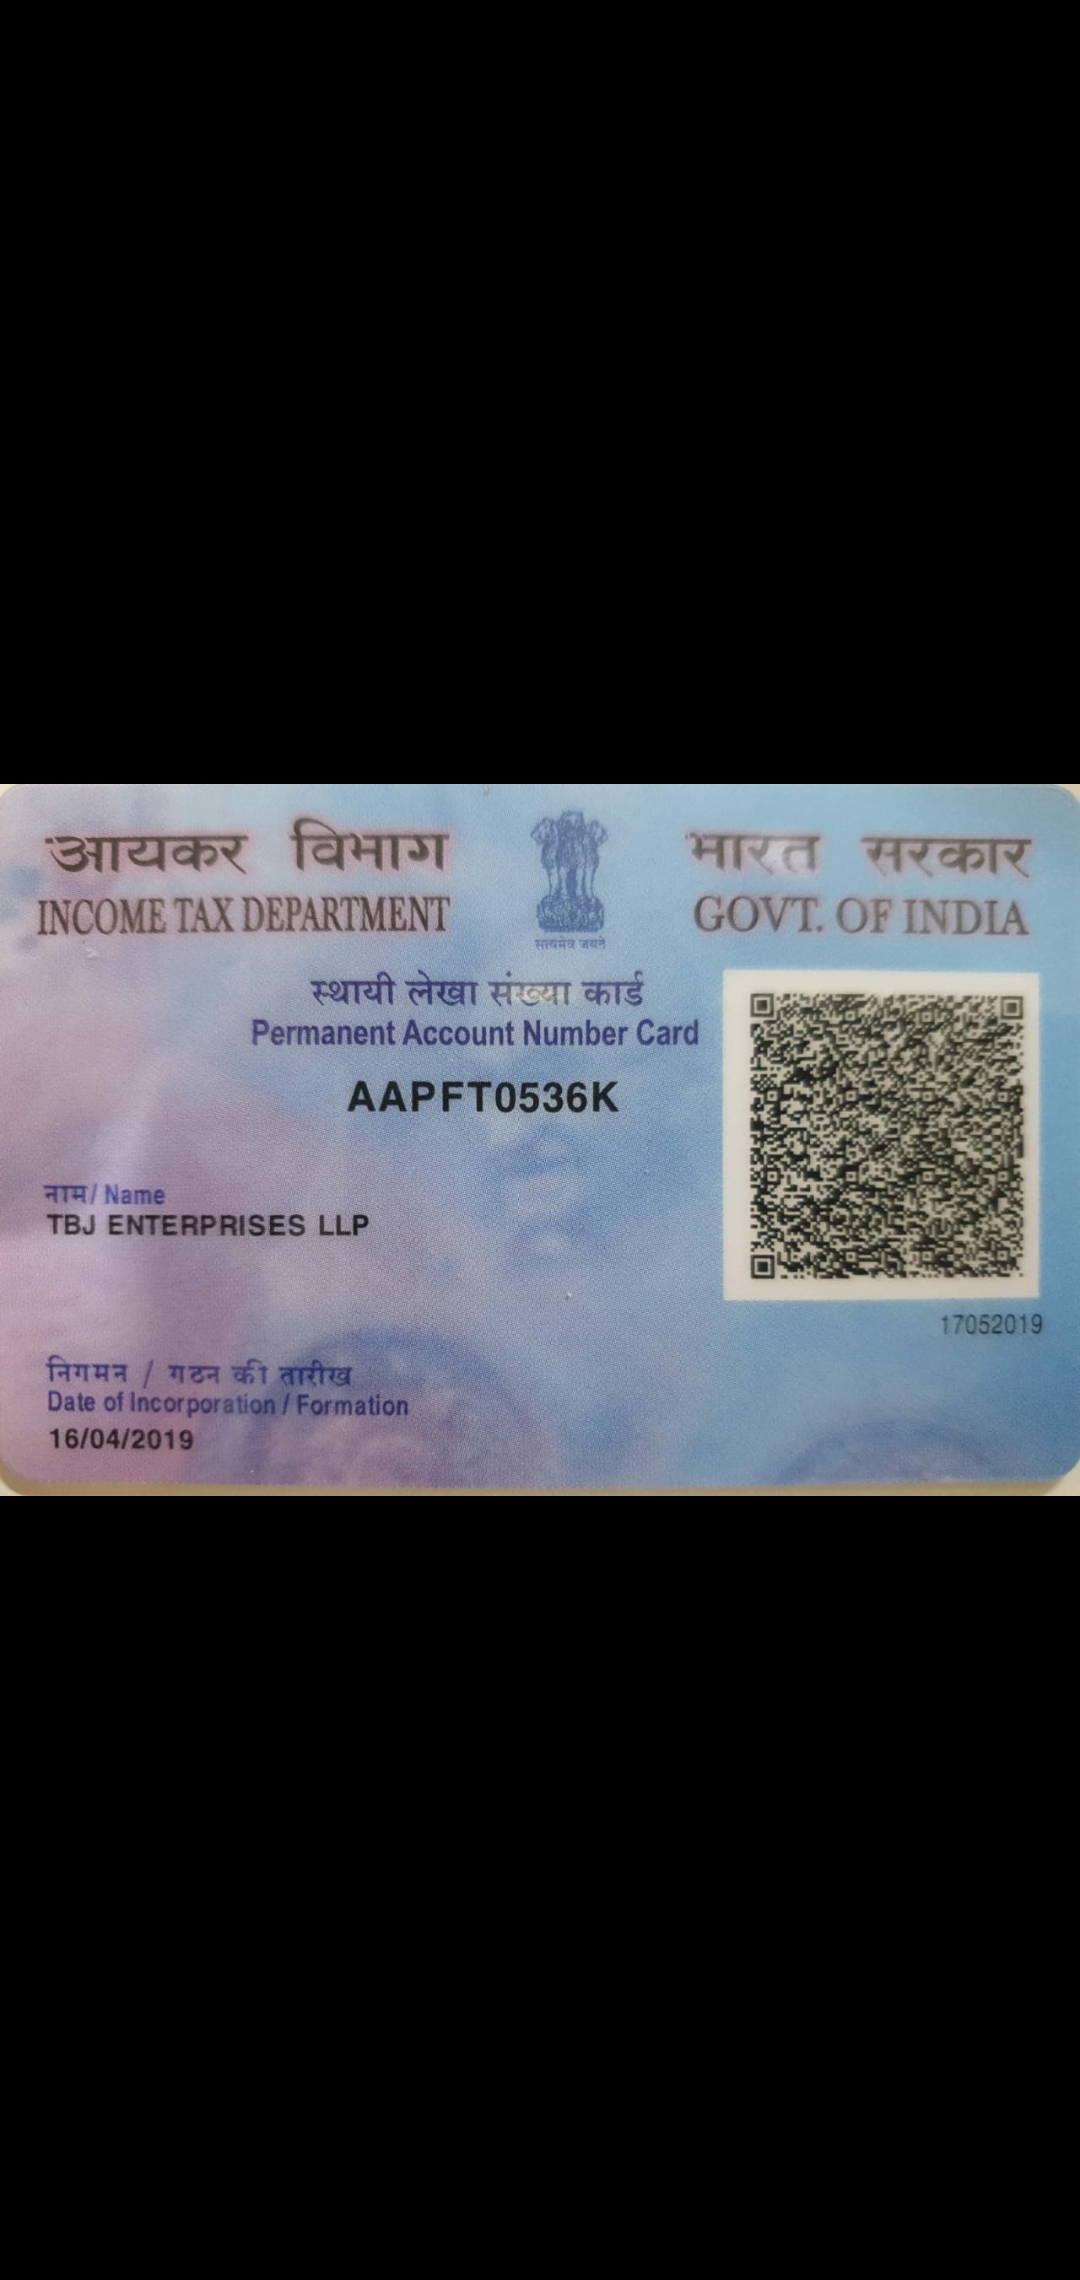 आयकर विभाग
INCOME TAX DEPARTMENT
सत्यमेव जयते
भारत सरकार
GOVT. OF INDIA
स्थायी लेखा संख्या कार्ड
Permanent Account Number Card
AAPFT0536K
नाम/ Name
TBJ ENTERPRISES LLP
17052019
निगमन / गठन की तारीख
Date of Incorporation / Formation
16/04/2019